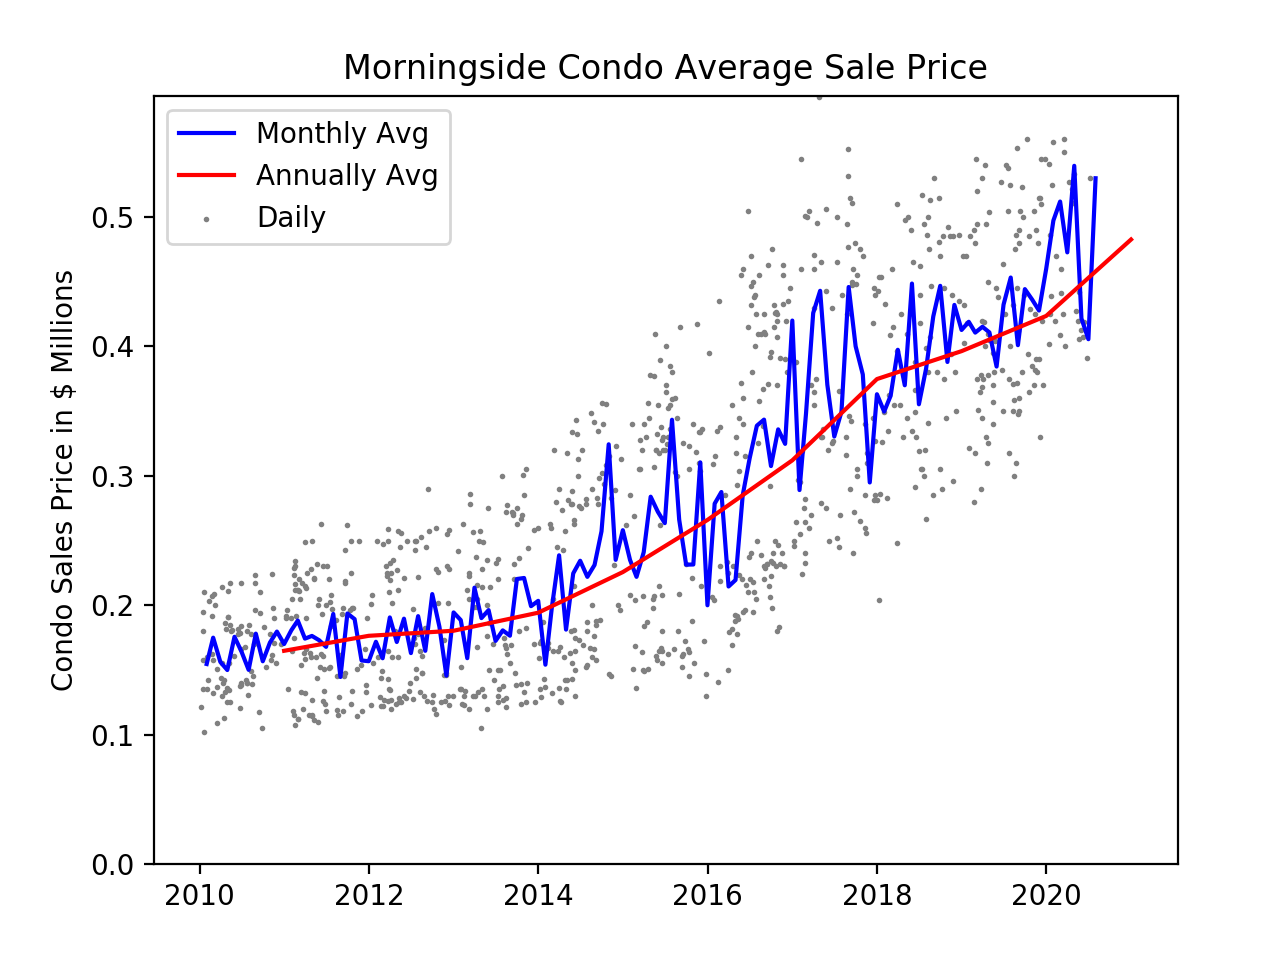 Morningside Condo Average Sale Price
Monthly Avg
Annually Avg
Daily
Condo Sales Price in $ Millions
0.5
0.4
0.3
0.2
0.1
0.0
2010 2012 2014 2016 2018 2020